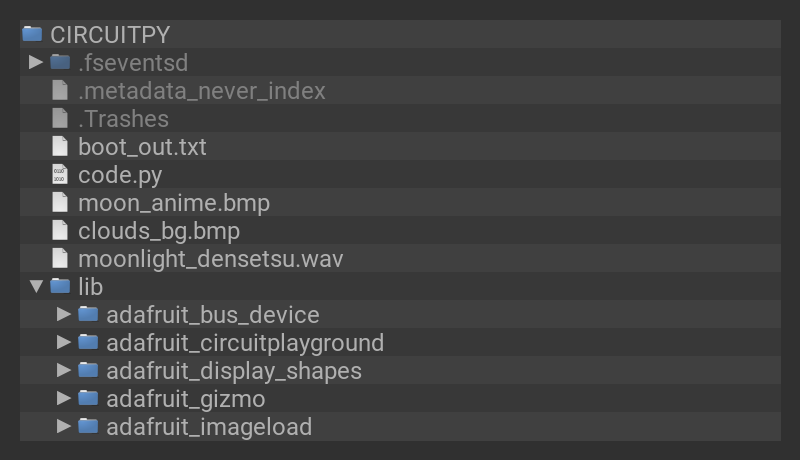 CIRCUITPY
.fseventsd
.metadata_never_index
.Trashes
boot_out.txt
code.py
moon_anime.bmp
clouds_bg.bmp
moonlight_densetsu.wav
lib
adafruit_bus_device
adafruit_circuitplayground
adafruit_display_shapes
adafruit_gizmo
adafruit_imageload